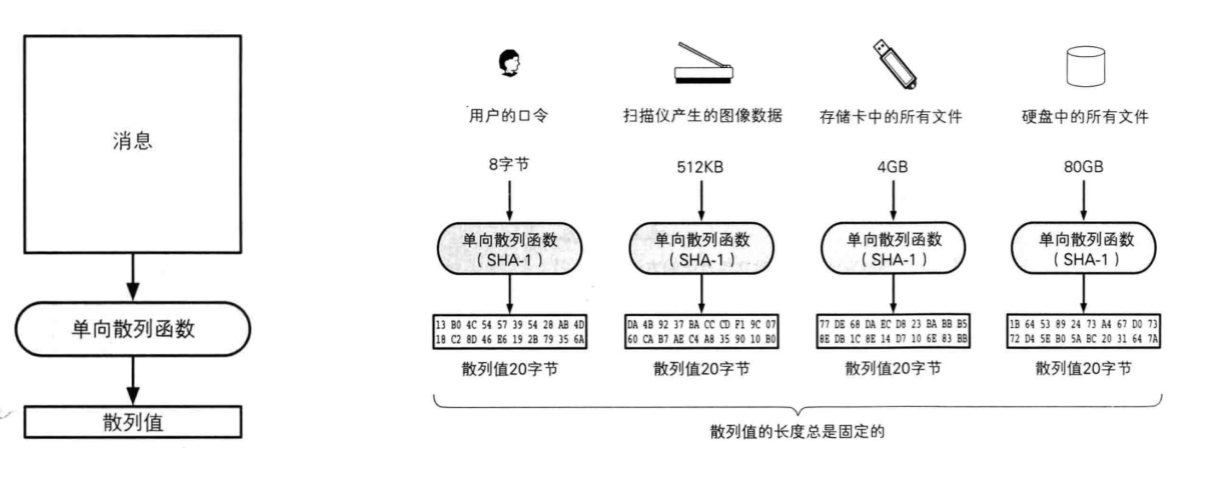 消息
单向散列函数
散列值
用户的口令
扫描仪产生的图像数据
存储卡中的所有文件
硬盘中的所有文件
8字节
512KB
4GB
80GB
单向散列函数
（SHA-1）
单向散列函数
（SHA-1）
单向散列函数
（SHA-1）
单向散列函数
（SHA-1）
13 B0 4C 54 57 39 54 28 AB 4D
18 C2 8D 46 E6 19 2B 79 35 6A
DA 4B 92 37 BA CC CD F1 9C 07
60 CA B7 AE C4 A8 35 90 10 B0
77 DE 68 DA EC D8 23 BA BB B5
8E DB 1C 8E 14 D7 10 6E 83 BB
1B 64 53 89 24 73 A4 67 D0 73
72 D4 5E B0 5A BC 20 31 64 7A
散列值20字节
散列值20字节
散列值20字节
散列值20字节
散列值的长度总是固定的